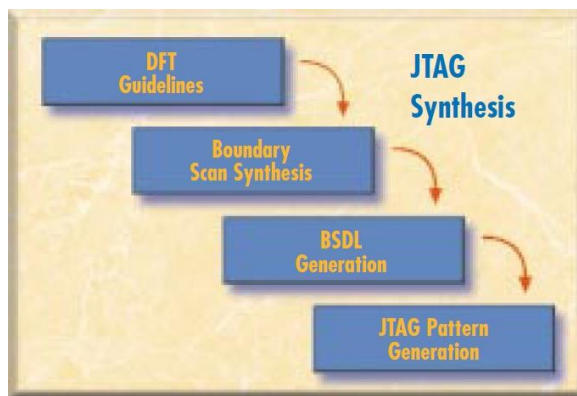 DFT
Guidelines
JTAG
Synthesis
Boundary
Scan Synthesis
BSDL
Generation
JTAG Pattern
Generation